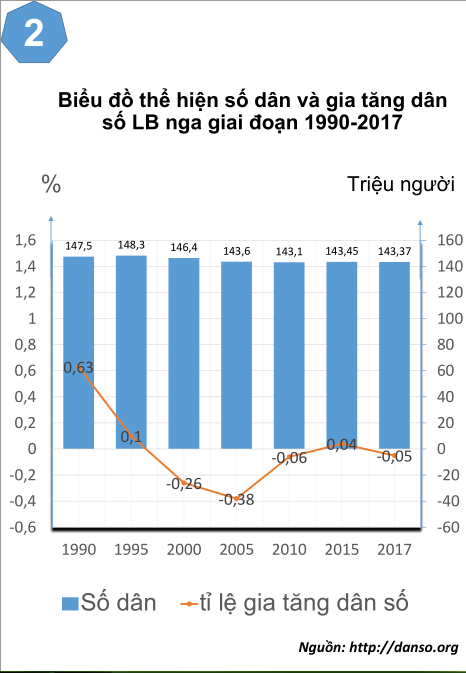 2
Biểu đồ thể hiện số dân và gia tăng dân
số LB nga giai đoạn 1990-2017
% Triệu người
1,6 147,5 148,3 146,4 143,6 143,1 143,45 143,37 160
1,4 140
1,2 120
1 100
0,8 80
0,6 0,63 60
0,4 40
0,2 0,1 20
0 0,04 0
-0,06 -0,05
-0,2 -0,26 -20
-0,4 -0,38 -40
-0,6 -60
1990 1995 2000 2005 2010 2015 2017
Số dân tỉ lệ gia tăng dân số
Nguồn: http://danso.org